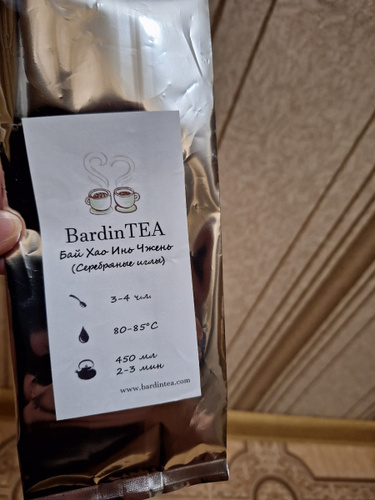 BardinTEA
Бай Хао Инь Чжень
(Серебряные иглы)
3-4 ч.л.
80-85°C
450 мл
2-3 мин
www.bardintea.com